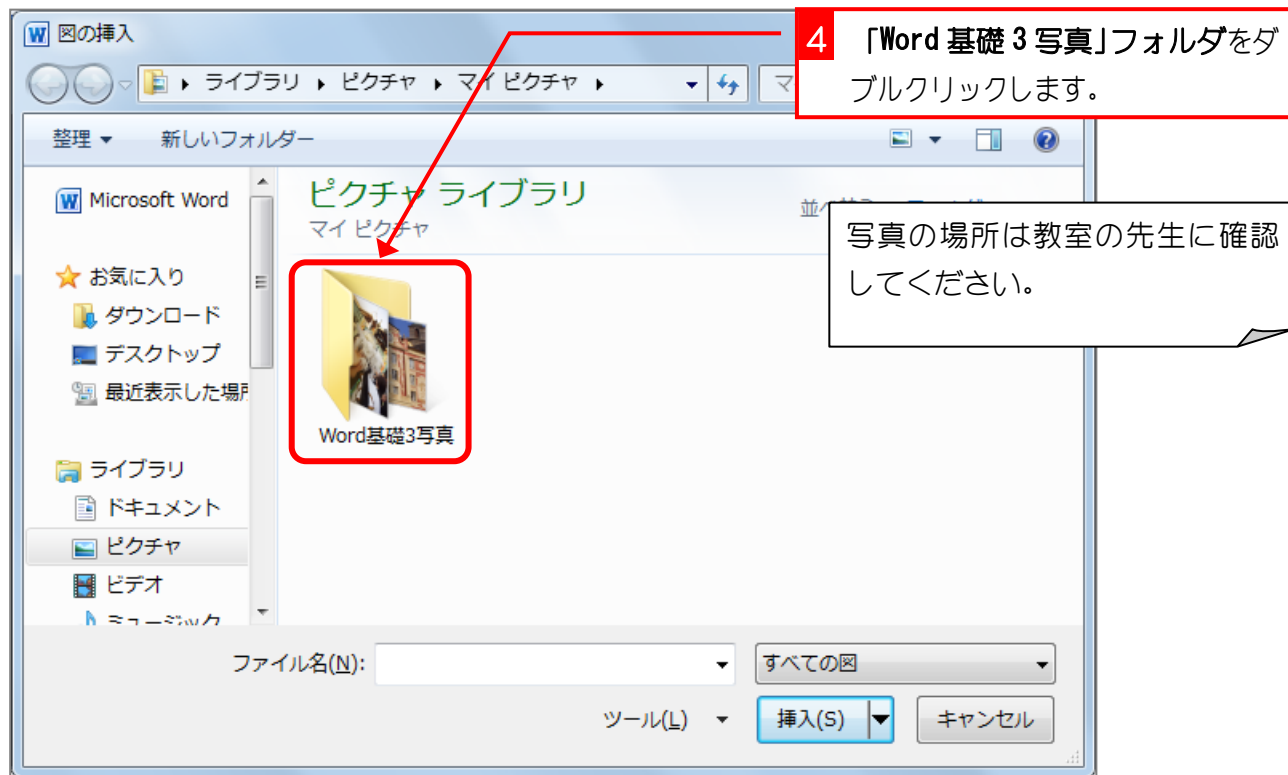 図の挿入
4 「Word 基礎 3 写真」フォルダをダ
ブルクリックします。
ライブラリ ▸ ピクチャ ▸ マイ ピクチャ ▸
整理 ▼ 新しいフォルダー
Microsoft Word
お気に入り
ダウンロード
デスクトップ
最近表示した場所
ライブラリ
ドキュメント
ピクチャ
ビデオ
ミュージック
ピクチャ ライブラリ
マイ ピクチャ
写真の場所は教室の先生に確認
してください。
Word基礎3写真
ファイル名(N):
すべての図
ツール(L) ▼ 挿入(S) ▼ キャンセル